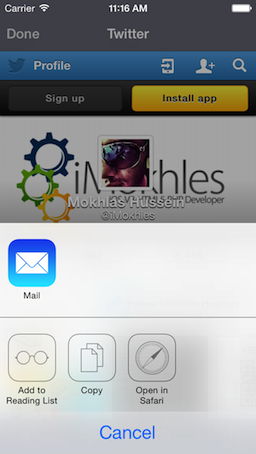 Carrier 11:16 AM
Done Twitter
Profile
Sign up Install app
iMokhles
Developer
Mokhlas Hussein
@iMokhles
Mail
Add to Reading List
Copy
Open in Safari
Cancel